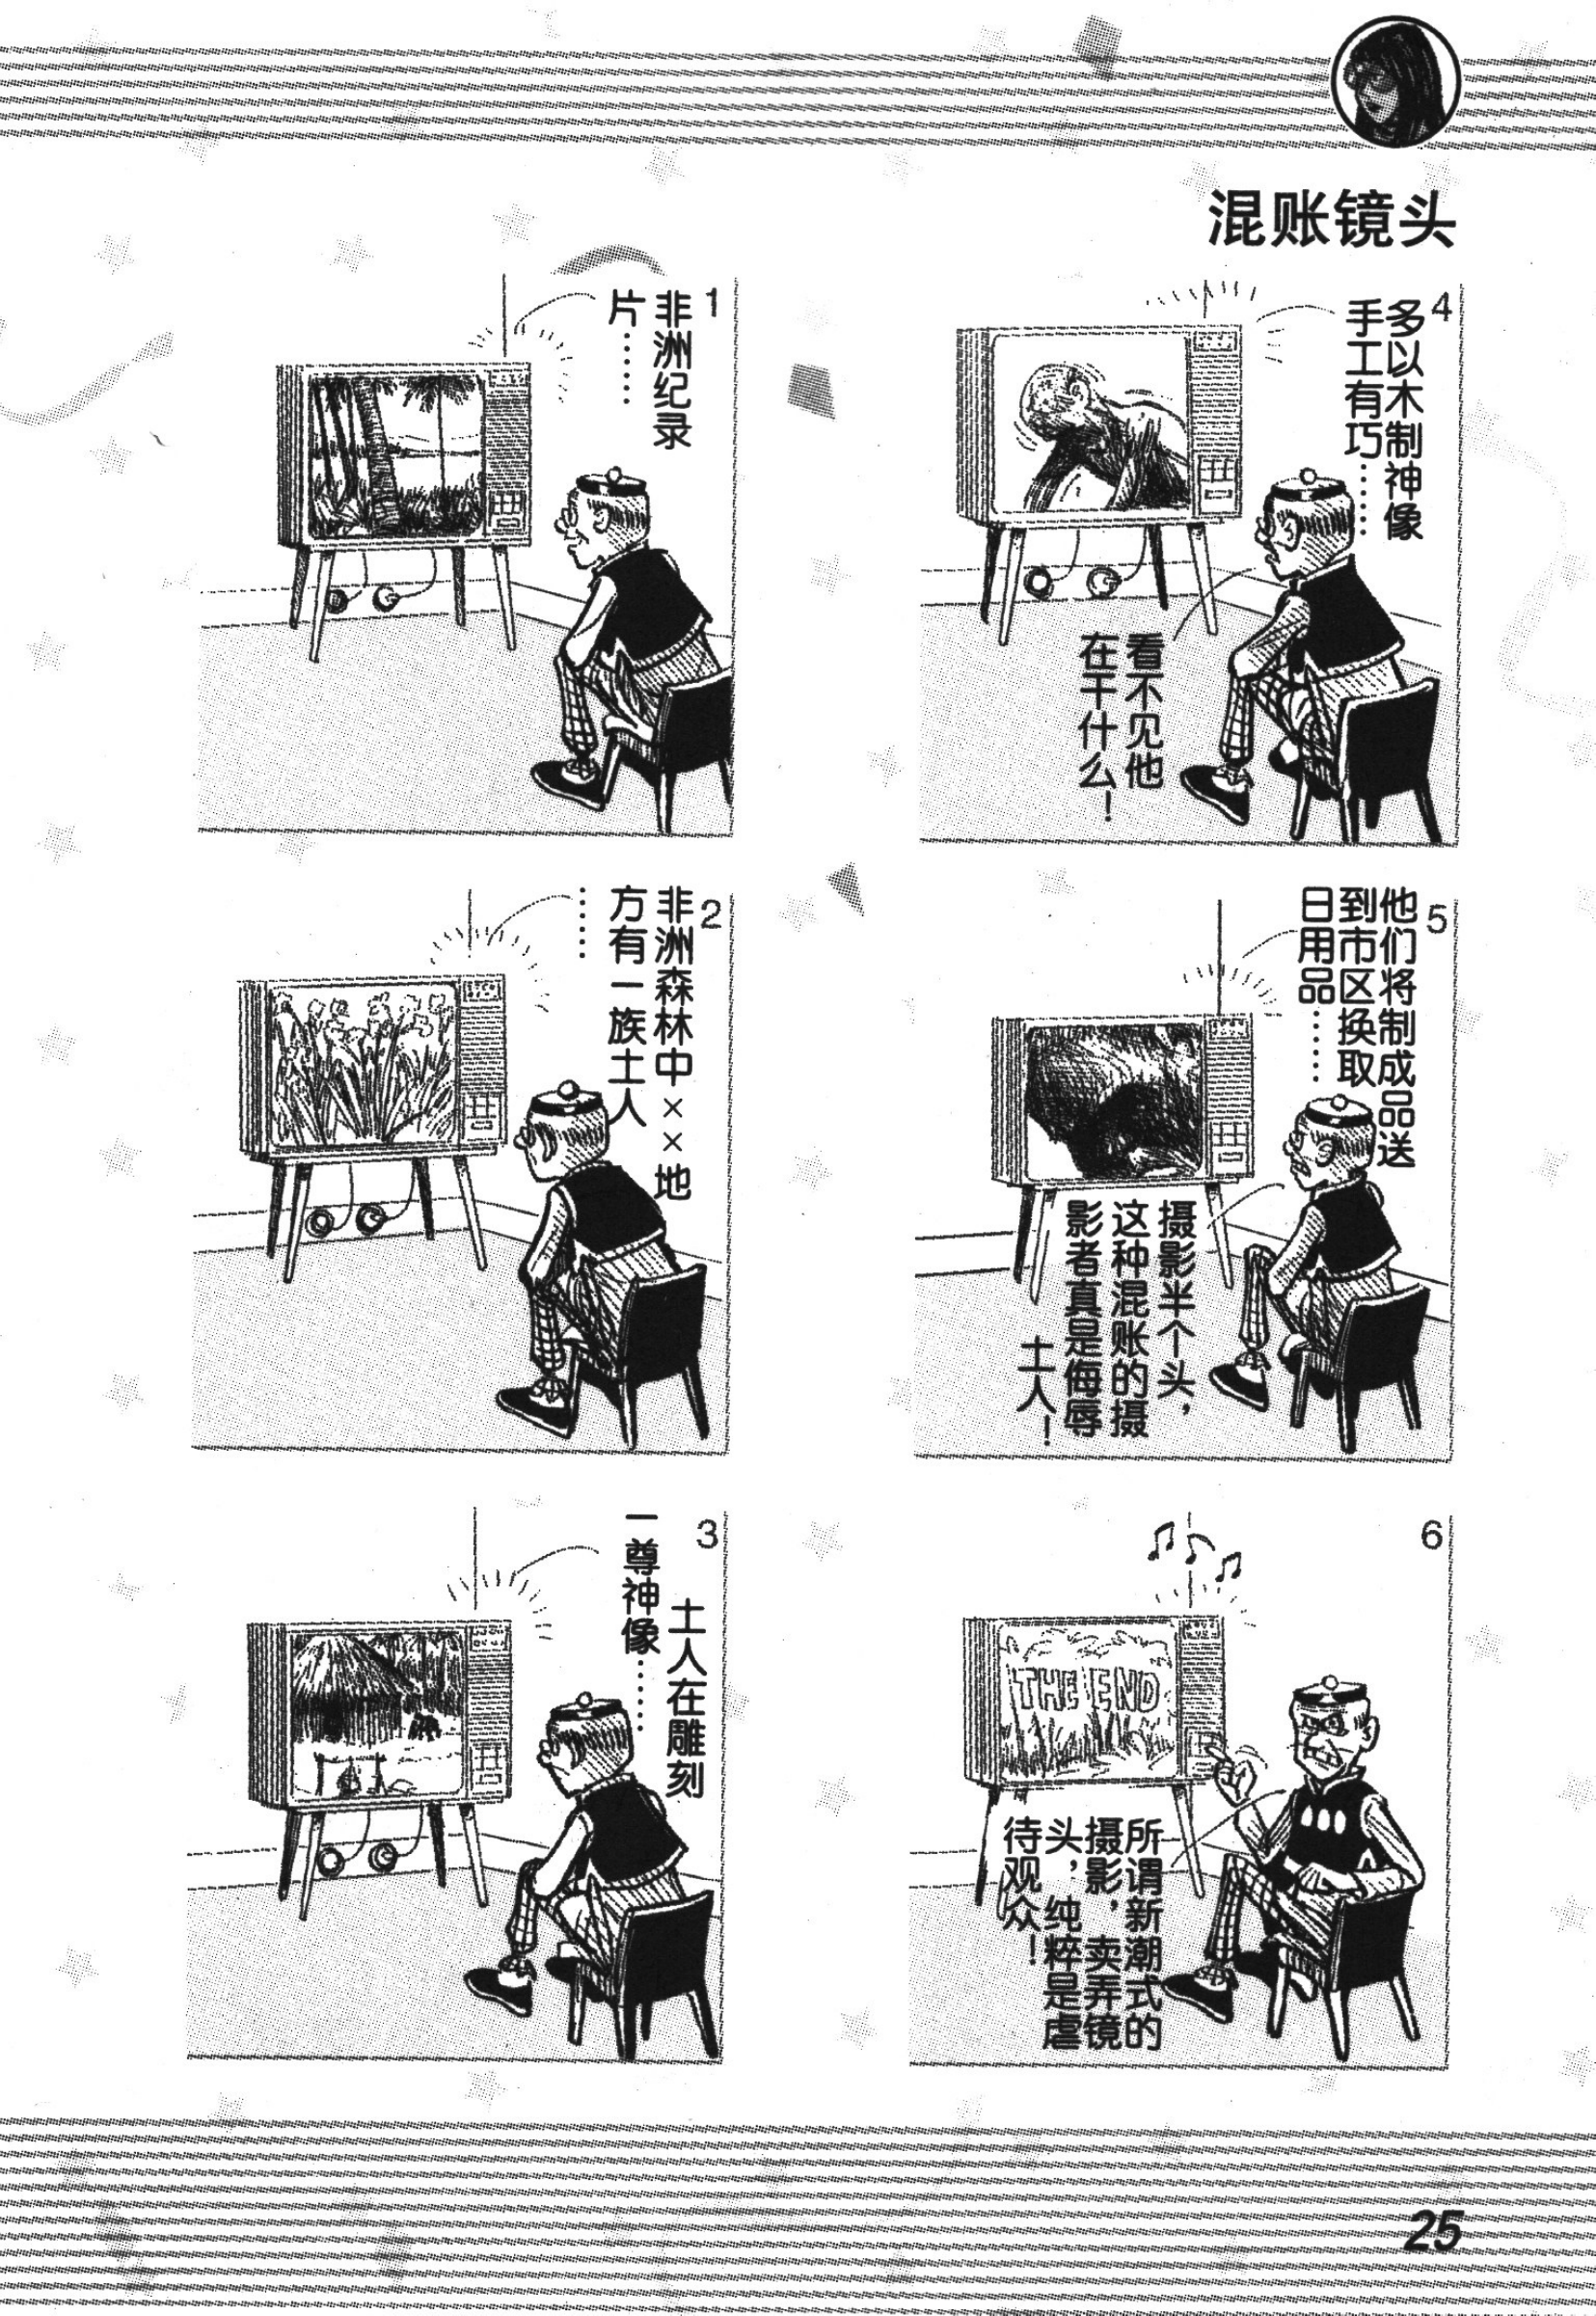 混账镜头
1
非洲纪录
片……
2
非洲森林中××地
方有一族土人
……
3
土人在雕刻
一尊神像……
4
多以木制神像
手工有巧……
看不见他
在干什么！
5
他们将制成品送
到市区换取
日用品……
摄影半个头，
这种混账的摄
影者真是侮辱
土人！
6
THE END
所谓新潮式的
摄影，卖弄镜
头，纯粹是虐
待观众！
25